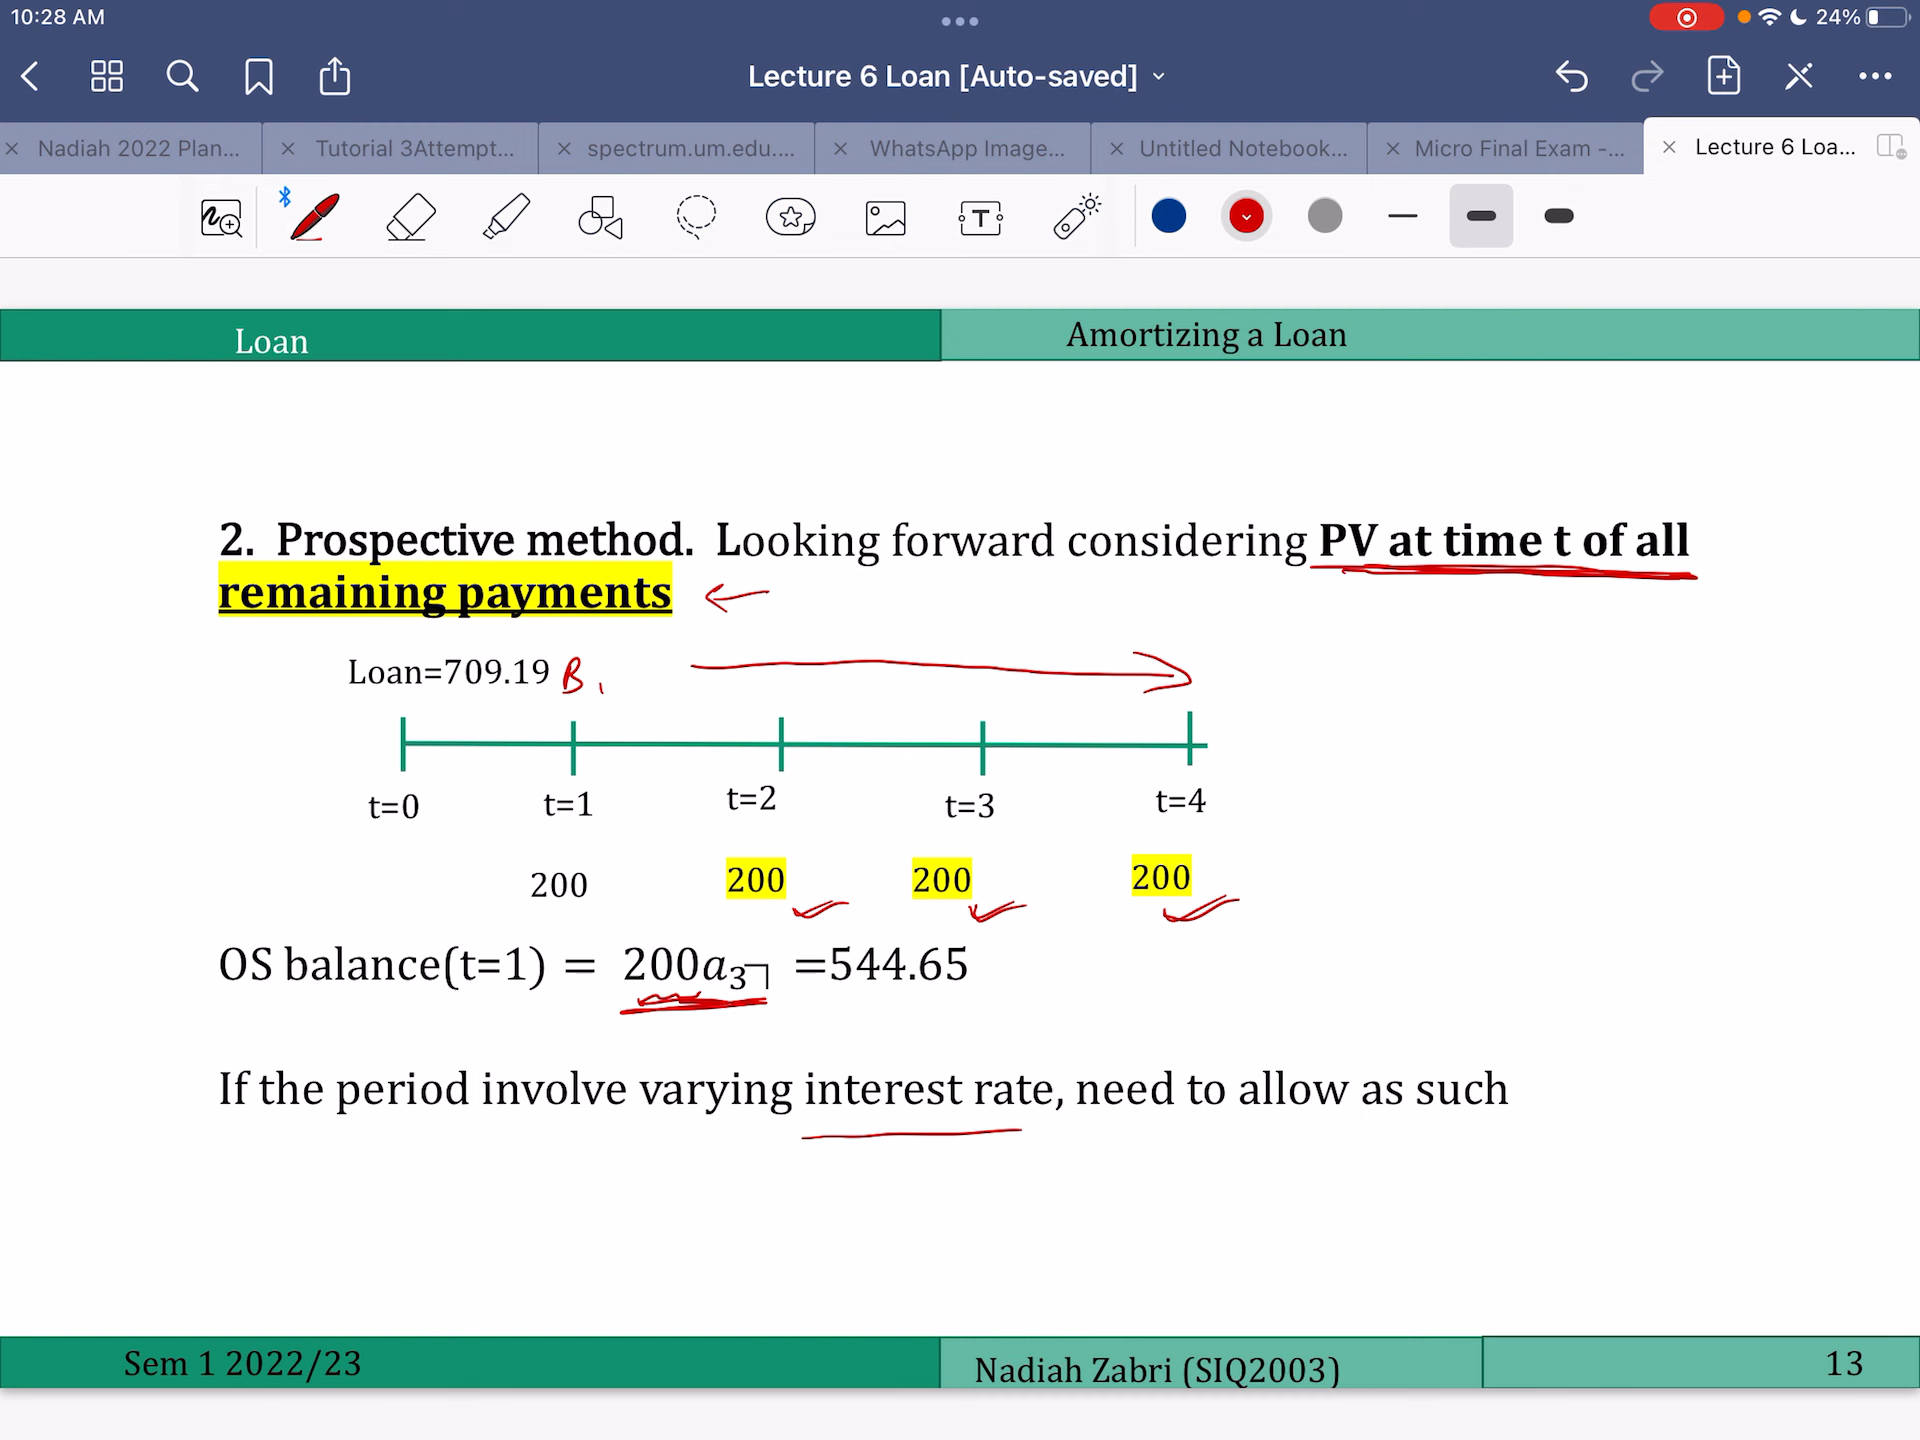 10:28 AM
24%
Lecture 6 Loan [Auto-saved]
Nadiah 2022 Plan...
Tutorial 3Attempt...
spectrum.um.edu....
WhatsApp Image...
Untitled Notebook...
Micro Final Exam -...
Lecture 6 Loa...
T
Loan
Amortizing a Loan
2. Prospective method. Looking forward considering PV at time t of all
remaining payments
Loan=709.19 B₁
t=0 t=1 t=2 t=3 t=4
200 200 200 200
OS balance(t=1) = 200a3ㄱ =544.65
If the period involve varying interest rate, need to allow as such
Sem 1 2022/23
Nadiah Zabri (SIQ2003)
13